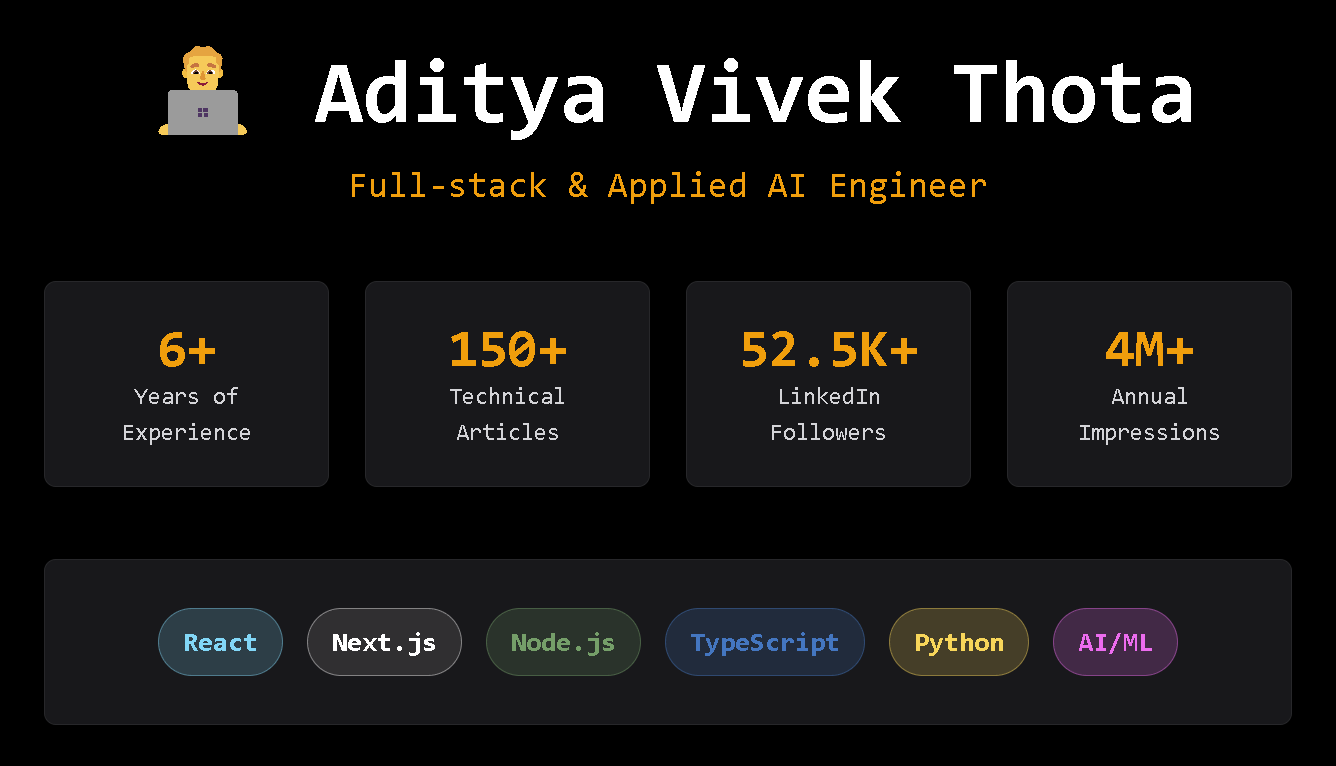 Aditya Vivek Thota
Full-stack & Applied AI Engineer
6+
Years of
Experience
150+
Technical
Articles
52.5K+
LinkedIn
Followers
4M+
Annual
Impressions
React
Next.js
Node.js
TypeScript
Python
AI/ML